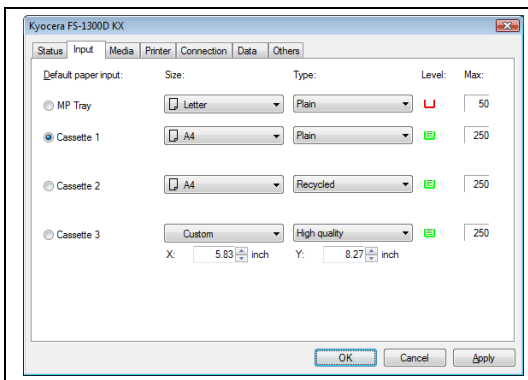 Kyocera FS-1300D KX
Status Input Media Printer Connection Data Others
Default paper input: Size: Type: Level: Max:
MP Tray Letter Plain 50
Cassette 1 A4 Plain 250
Cassette 2 A4 Recycled 250
Cassette 3 Custom High quality 250
X: 5.83 inch Y: 8.27 inch
OK Cancel Apply